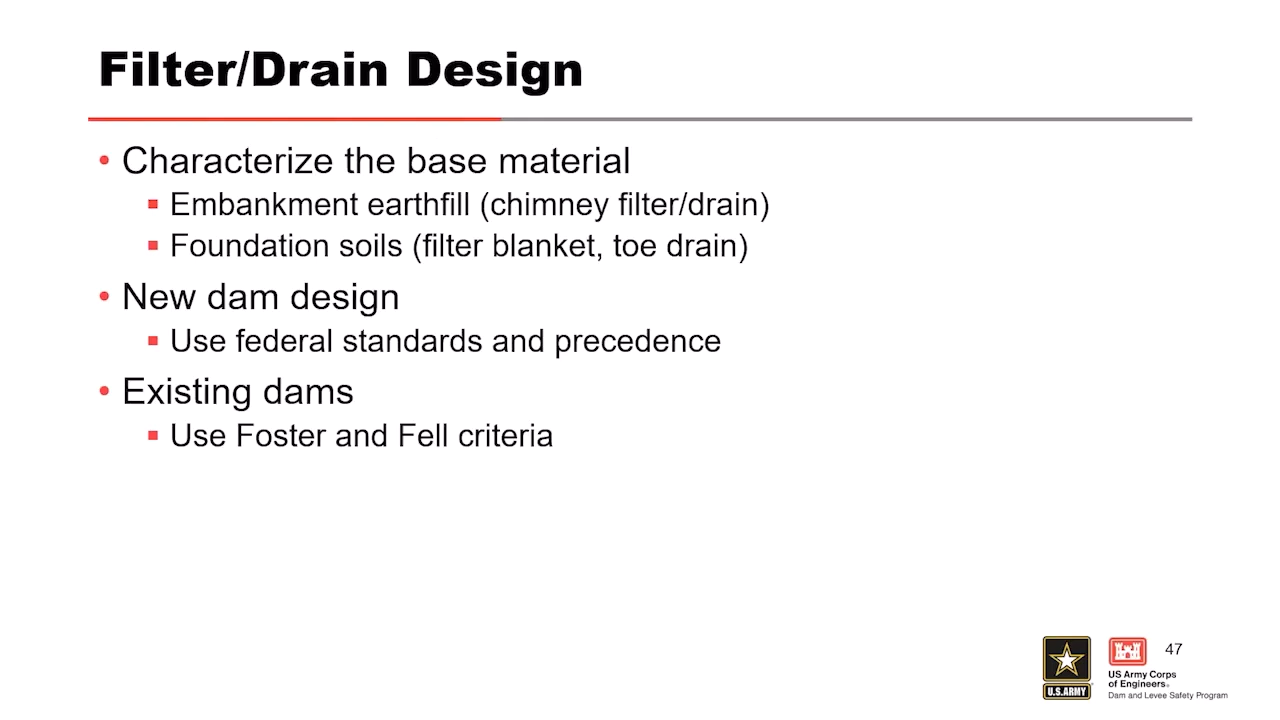 Filter/Drain Design
• Characterize the base material
▪ Embankment earthfill (chimney filter/drain)
▪ Foundation soils (filter blanket, toe drain)
• New dam design
▪ Use federal standards and precedence
• Existing dams
▪ Use Foster and Fell criteria
47
U.S.ARMY
US Army Corps
of Engineers®
Dam and Levee Safety Program